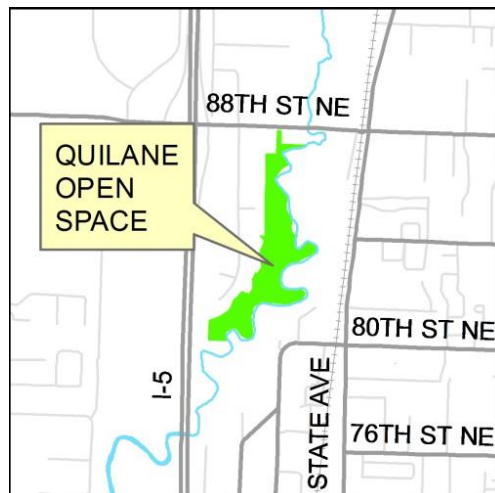 88TH ST NE
QUILANE
OPEN
SPACE
80TH ST NE
I-5
STATE AVE
76TH ST NE